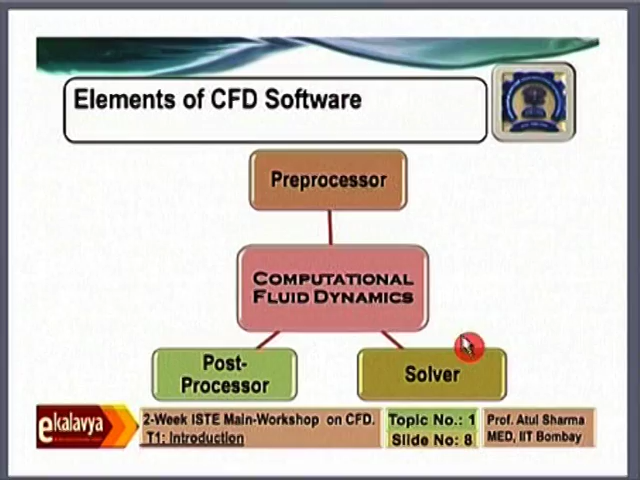 Elements of CFD Software
Preprocessor
COMPUTATIONAL
FLUID DYNAMICS
Post-
Processor
Solver
ekalavya
2-Week ISTE Main-Workshop on CFD.
T1: Introduction
Topic No.: 1
Slide No: 8
Prof. Atul Sharma
MED, IIT Bombay